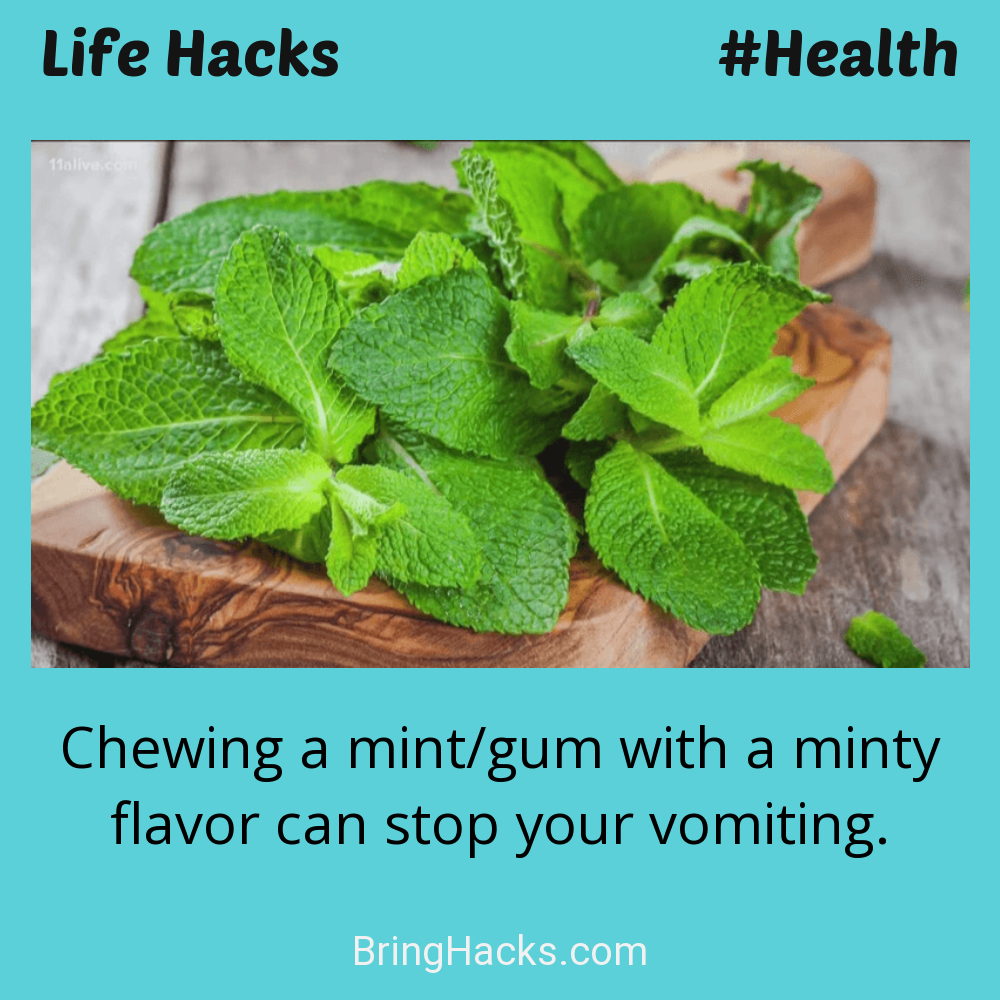 Life Hacks #Health
11alive.com
Chewing a mint/gum with a minty
flavor can stop your vomiting.
BringHacks.com